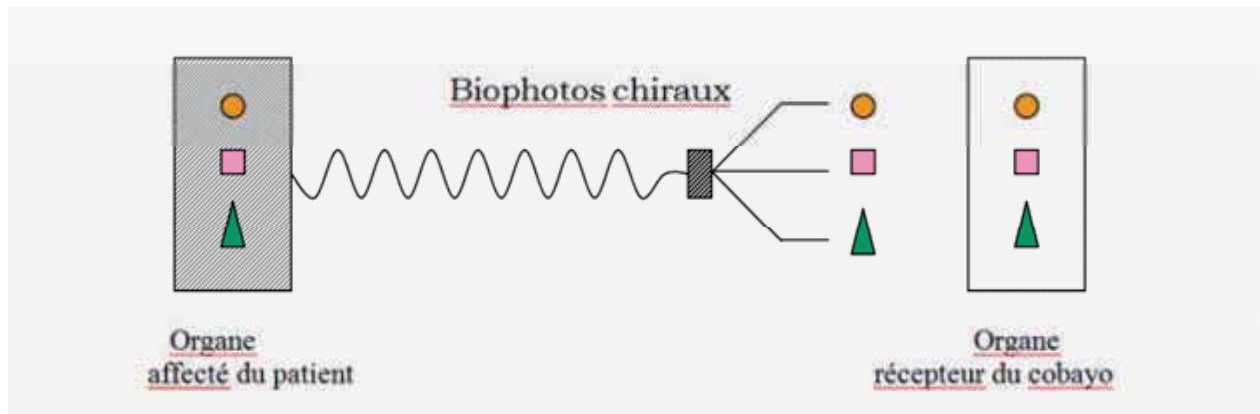 Biophotos chiraux
Organe
affecté du patient
Organe
récepteur du cobayo